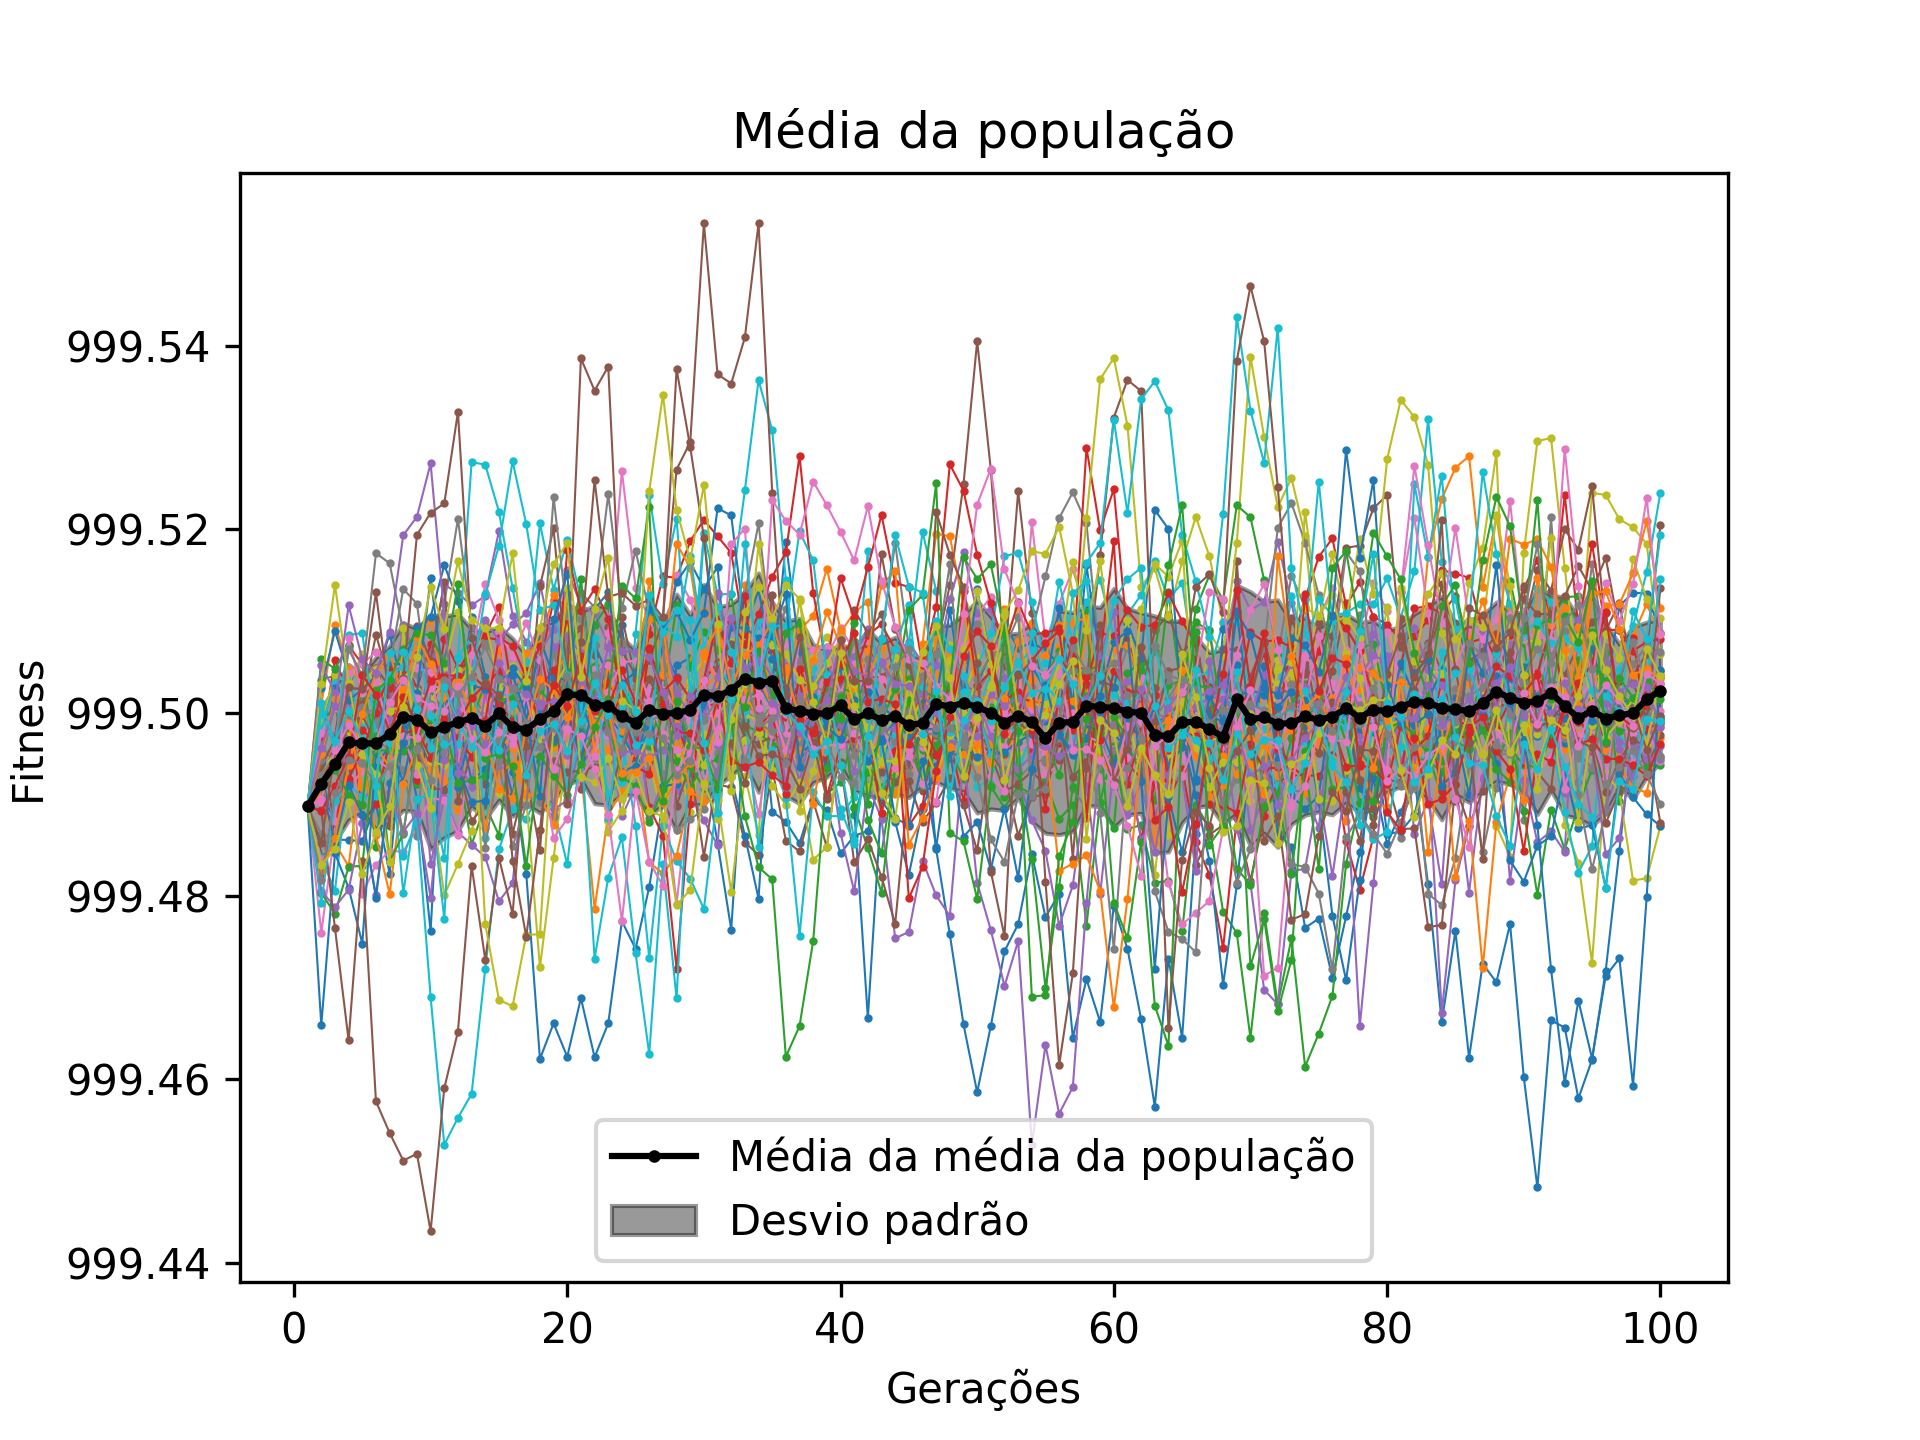 Média da população
Fitness
999.54
999.52
999.50
999.48
999.46
999.44
0 20 40 60 80 100
Gerações
Média da média da população
Desvio padrão